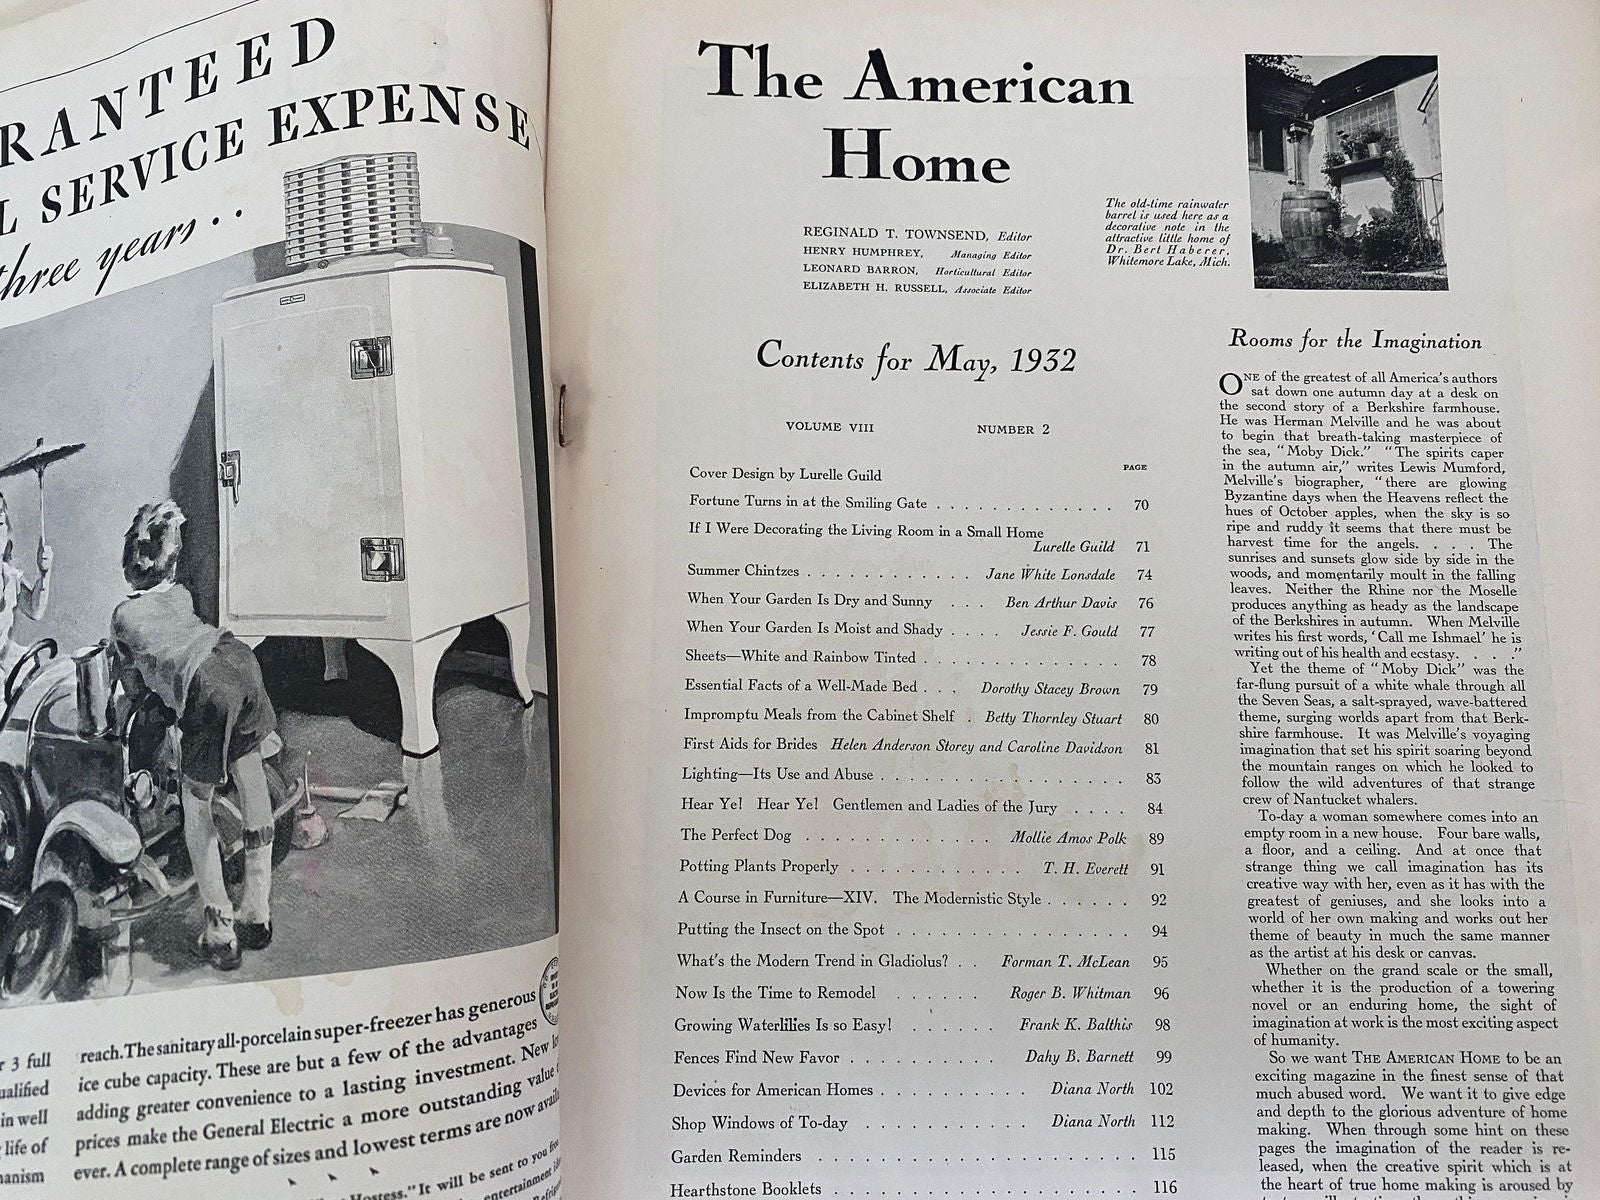 RANTEED
SERVICE EXPENSE
three years..
3 full
in well
life of
reach. The sanitary all-porcelain super-freezer has generous
ice cube capacity. These are but a few of the advantages
adding greater convenience to a lasting investment. New
prices make the General Electric a more outstanding value
ever. A complete range of sizes and lowest terms are now
Hostess." It will be sent to you
entertainment
The American
Home
REGINALD T. TOWNSEND, Editor
HENRY HUMPHREY, Managing Editor
LEONARD BARRON, Horticultural Editor
ELIZABETH H. RUSSELL, Associate Editor
The old-time rainwater
barrel is used here as a
decorative note in the
attractive little home of
Dr. Bert Haberer,
Whitemore Lake, Mich.
Contents for May, 1932
VOLUME VIII NUMBER 2
PAGE
Cover Design by Lurelle Guild
Fortune Turns in at the Smiling Gate . . . . . . . . . . . . . 70
If I Were Decorating the Living Room in a Small Home
Lurelle Guild 71
Summer Chintzes . . . . . . . . . . . . Jane White Lonsdale 74
When Your Garden Is Dry and Sunny . . . Ben Arthur Davis 76
When Your Garden Is Moist and Shady . . . . Jessie F. Gould 77
Sheets—White and Rainbow Tinted . . . . . . . . . . . . . . 78
Essential Facts of a Well-Made Bed . . . Dorothy Stacey Brown 79
Impromptu Meals from the Cabinet Shelf . Betty Thornley Stuart 80
First Aids for Brides Helen Anderson Storey and Caroline Davidson 81
Lighting—Its Use and Abuse . . . . . . . . . . . . . . . . . 83
Hear Ye! Hear Ye! Gentlemen and Ladies of the Jury . . . . 84
The Perfect Dog . . . . . . . . . . . . Mollie Amos Polk 89
Potting Plants Properly . . . . . . . . . . . . T. H. Everett 91
A Course in Furniture—XIV. The Modernistic Style . . . . . . 92
Putting the Insect on the Spot . . . . . . . . . . . . . . . . 94
What's the Modern Trend in Gladiolus? . . Forman T. McLean 95
Now Is the Time to Remodel . . . . . . Roger B. Whitman 96
Growing Waterlilies Is so Easy! . . . . . . Frank K. Balthis 98
Fences Find New Favor . . . . . . . . . . Dahy B. Barnett 99
Devices for American Homes . . . . . . . . . . . Diana North 102
Shop Windows of To-day . . . . . . . . . . . . Diana North 112
Garden Reminders . . . . . . . . . . . . . . . . . . . . . . 115
Hearthstone Booklets . . . . . . . . . . . . . . . . . . . . 116
Rooms for the Imagination
ONE of the greatest of all America's authors
sat down one autumn day at a desk on
the second story of a Berkshire farmhouse.
He was Herman Melville and he was about
to begin that breath-taking masterpiece of
the sea, "Moby Dick." "The spirits caper
in the autumn air," writes Lewis Mumford,
Melville's biographer, "there are glowing
Byzantine days when the Heavens reflect the
hues of October apples, when the sky is so
ripe and ruddy it seems that there must be
harvest time for the angels. . . . The
sunrises and sunsets glow side by side in the
woods, and momentarily moult in the falling
leaves. Neither the Rhine nor the Moselle
produces anything as heady as the landscape
of the Berkshires in autumn. When Melville
writes his first words, 'Call me Ishmael' he is
writing out of his health and ecstasy. . . ."
Yet the theme of "Moby Dick" was the
far-flung pursuit of a white whale through all
the Seven Seas, a salt-sprayed, wave-battered
theme, surging worlds apart from that Berk-
shire farmhouse. It was Melville's voyaging
imagination that set his spirit soaring beyond
the mountain ranges on which he looked to
follow the wild adventures of that strange
crew of Nantucket whalers.
To-day a woman somewhere comes into an
empty room in a new house. Four bare walls,
a floor, and a ceiling. And at once that
strange thing we call imagination has its
creative way with her, even as it has with the
greatest of geniuses, and she looks into a
world of her own making and works out her
theme of beauty in much the same manner
as the artist at his desk or canvas.
Whether on the grand scale or the small,
whether it is the production of a towering
novel or an enduring home, the sight of
imagination at work is the most exciting aspect
of humanity.
So we want THE AMERICAN HOME to be an
exciting magazine in the finest sense of that
much abused word. We want it to give edge
and depth to the glorious adventure of home
making. When through some hint on these
pages the imagination of the reader is re-
leased, when the creative spirit which is at
the heart of true home making is aroused by